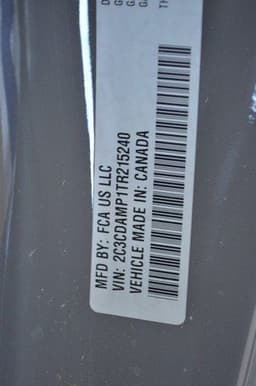 MFD BY: FCA US LLC
VIN: 2C3CDAMP1TR215240
VEHICLE MADE IN: CANADA